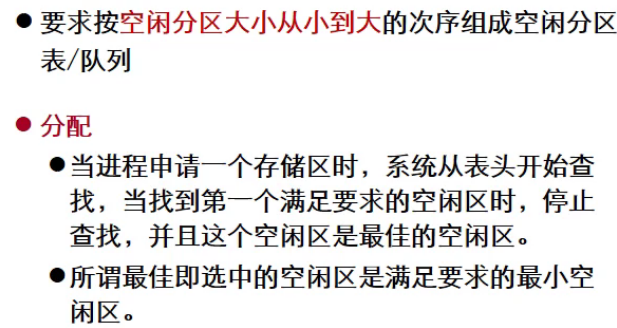 ●要求按空闲分区大小从小到大的次序组成空闲分区
表/队列
●分配
●当进程申请一个存储区时，系统从表头开始查
找，当找到第一个满足要求的空闲区时，停止
查找，并且这个空闲区是最佳的空闲区。
●所谓最佳即选中的空闲区是满足要求的最小空
闲区。